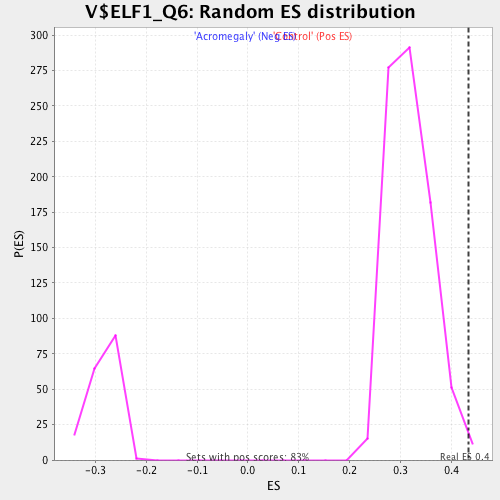 V$ELF1_Q6: Random ES distribution
'Acromegaly' (Neg ES) 'Control' (Pos ES)
300
275
250
225
200
175
150
125
100
75
50
25
0
P(ES)
Sets with pos scores: 83%
Real ES 0.4
-0.3 -0.2 -0.1 0.0 0.1 0.2 0.3 0.4
ES